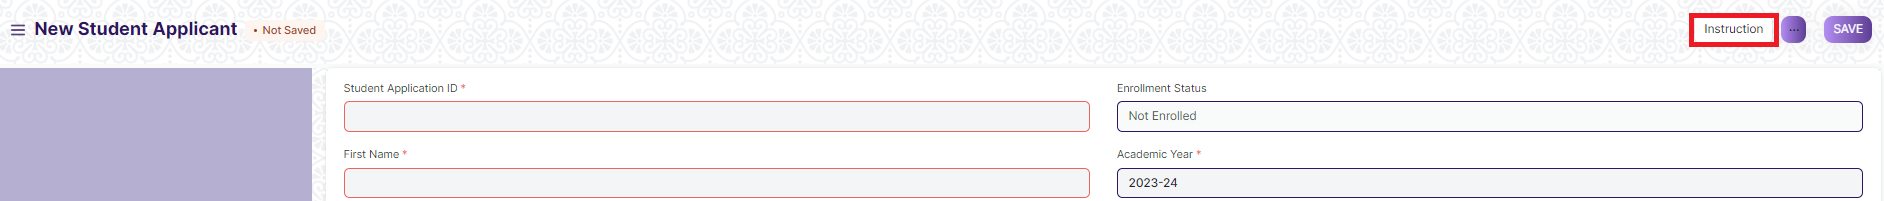 New Student Applicant • Not Saved Instruction ... SAVE
Student Application ID * Enrollment Status
Not Enrolled
First Name * Academic Year *
2023-24